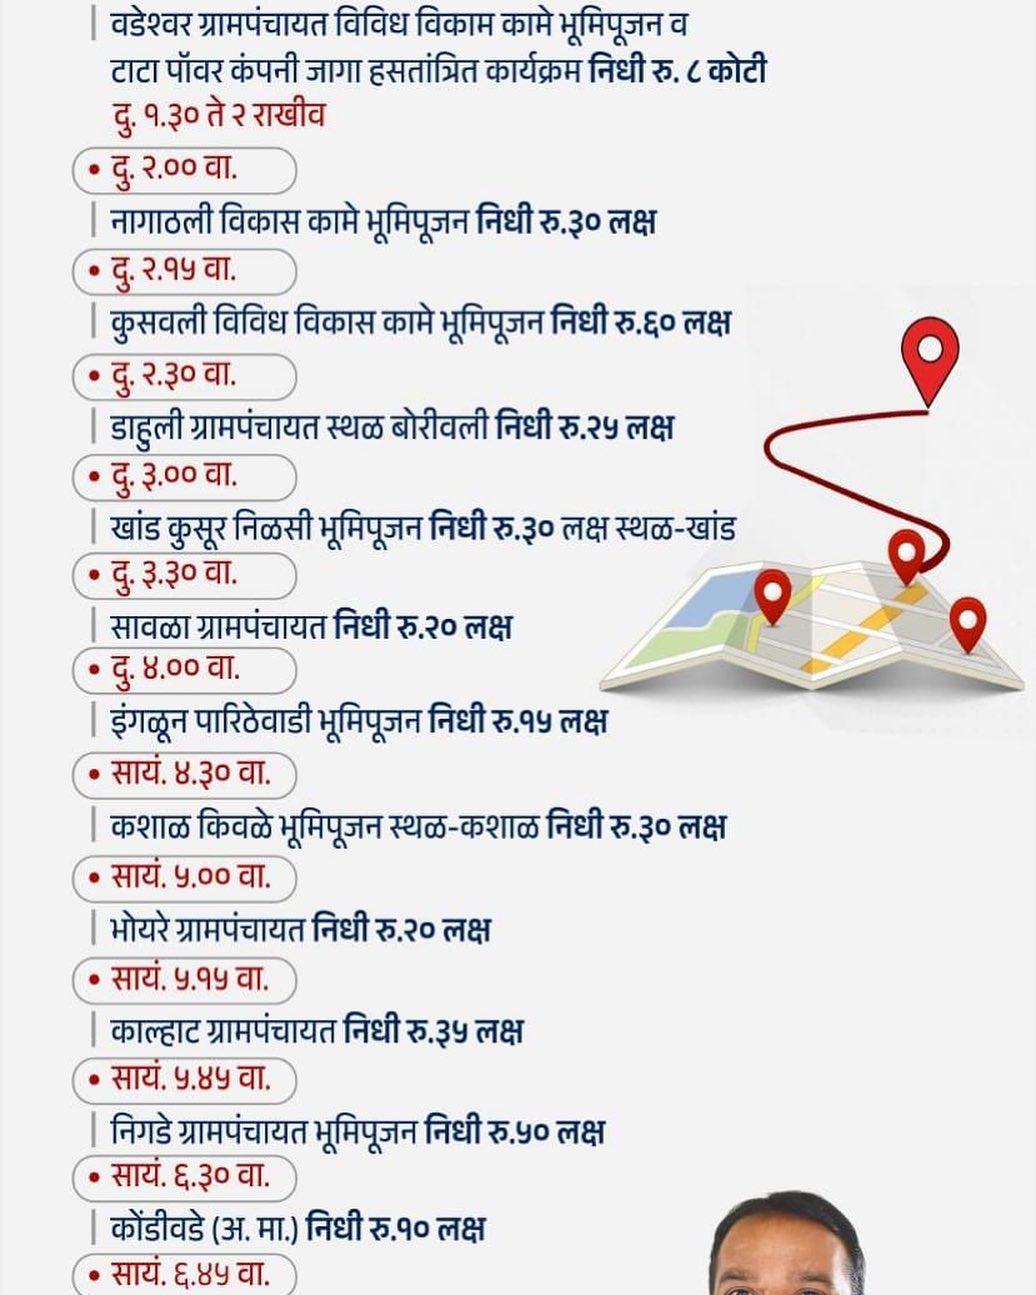 वडेश्वर ग्रामपंचायत विविध विकाम कामे भूमिपूजन व
टाटा पॉवर कंपनी जागा हसतांत्रित कार्यक्रम निधी रु. ८ कोटी
दु. १.३० ते २ राखीव
• दु. २.०० वा.
नागाठली विकास कामे भूमिपूजन निधी रु.३० लक्ष
• दु. २.१५ वा.
कुसवली विविध विकास कामे भूमिपूजन निधी रु.६० लक्ष
• दु. २.३० वा.
डाहुली ग्रामपंचायत स्थळ बोरीवली निधी रु.२५ लक्ष
• दु. ३.०० वा.
खांड कुसूर निळसी भूमिपूजन निधी रु.३० लक्ष स्थळ-खांड
• दु. ३.३० वा.
सावळा ग्रामपंचायत निधी रु.२० लक्ष
• दु. ४.०० वा.
इंगळून पारिठेवाडी भूमिपूजन निधी रु.१५ लक्ष
• सायं. ४.३० वा.
कशाळ किवळे भूमिपूजन स्थळ-कशाळ निधी रु.३० लक्ष
• सायं. ५.०० वा.
भोयरे ग्रामपंचायत निधी रु.२० लक्ष
• सायं. ५.१५ वा.
काल्हाट ग्रामपंचायत निधी रु.३५ लक्ष
• सायं. ५.४५ वा.
निगडे ग्रामपंचायत भूमिपूजन निधी रु.५० लक्ष
• सायं. ६.३० वा.
कोंडीवडे (अ. मा.) निधी रु.१० लक्ष
• सायं. ६.४५ वा.